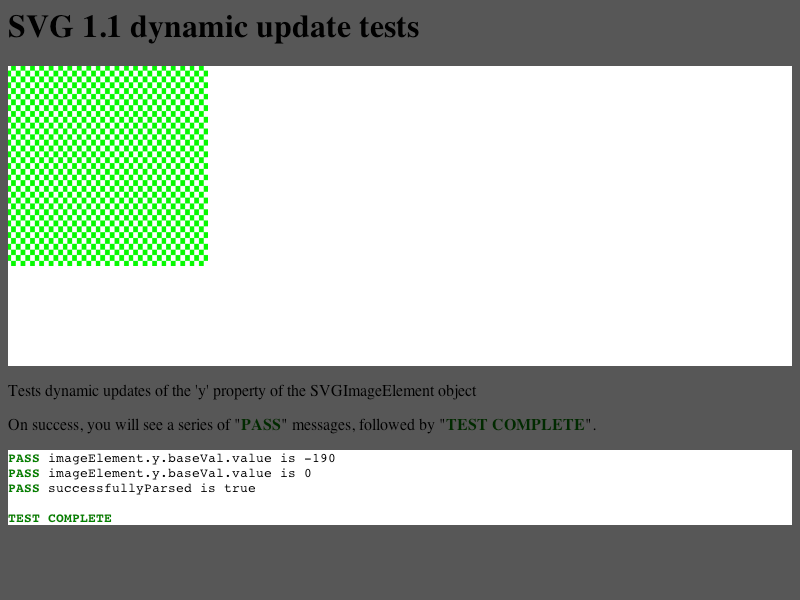 SVG 1.1 dynamic update tests
Tests dynamic updates of the 'y' property of the SVGImageElement object
On success, you will see a series of "PASS" messages, followed by "TEST COMPLETE".
PASS imageElement.y.baseVal.value is -190
PASS imageElement.y.baseVal.value is 0
PASS successfullyParsed is true
TEST COMPLETE